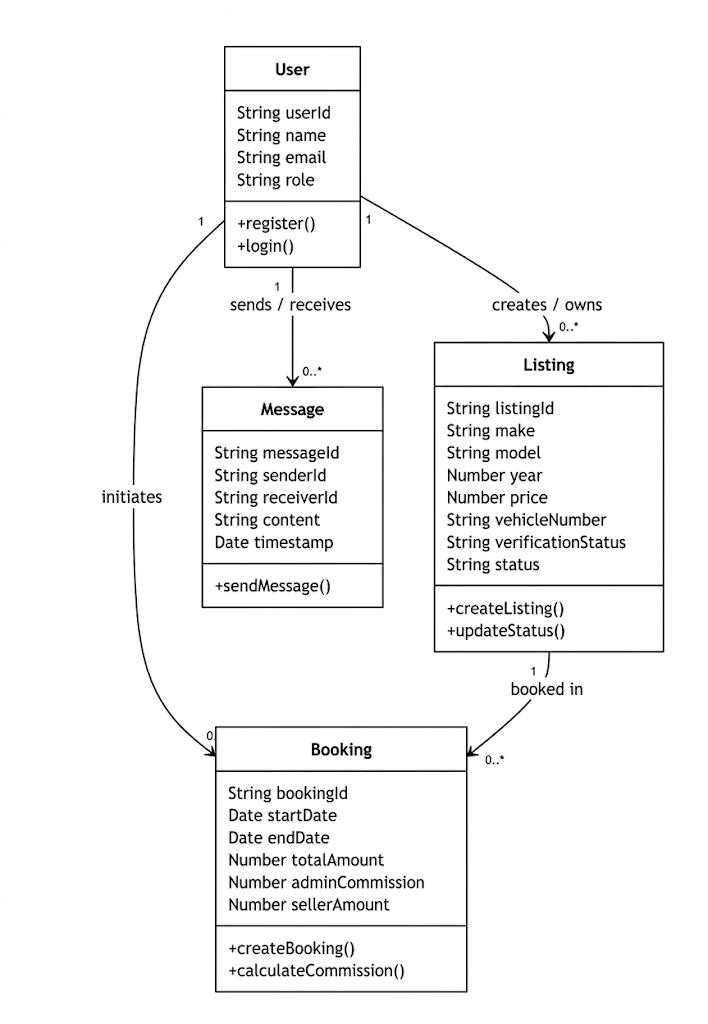 User
String userId
String name
String email
String role
+register()
+login()
1
1
1
sends / receives
creates / owns
0..*
0..*
Listing
String listingId
String make
String model
Number year
Number price
String vehicleNumber
String verificationStatus
String status
+createListing()
+updateStatus()
Message
String messageId
String senderId
String receiverId
String content
Date timestamp
+sendMessage()
initiates
1
booked in
0.
0..*
Booking
String bookingId
Date startDate
Date endDate
Number totalAmount
Number adminCommission
Number sellerAmount
+createBooking()
+calculateCommission()